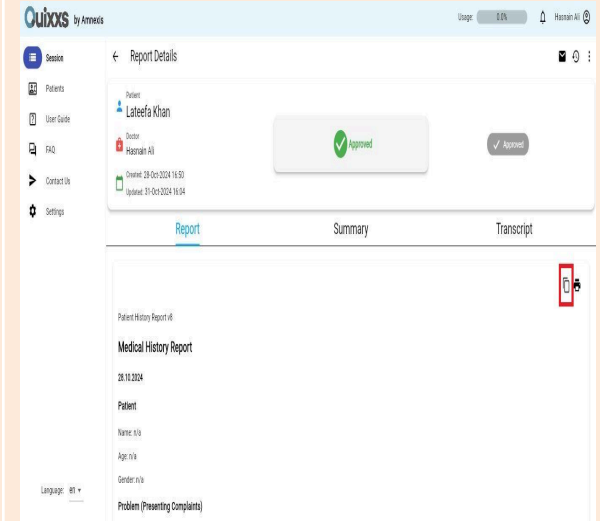 Quixxs by Amnexis
Usage: 0.0% Hasnain Ali
Session
Patients
User Guide
FAQ
Contact Us
Settings
Language: en
Report Details
Patient
Lateefa Khan
Doctor
Hasnain Ali
Created: 28-Oct-2024 16:50
Updated: 31-Oct-2024 16:04
Approved
Approved
Report Summary Transcript
Patient History Report v8
Medical History Report
28.10.2024
Patient
Name: n/a
Age: n/a
Gender: n/a
Problem (Presenting Complaints)